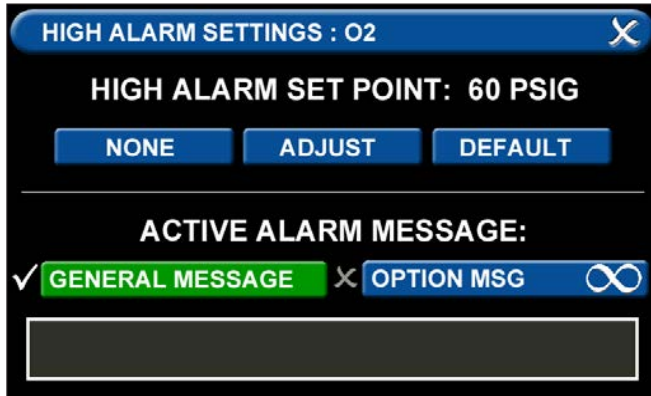 HIGH ALARM SETTINGS : O2
HIGH ALARM SET POINT: 60 PSIG
NONE ADJUST DEFAULT
ACTIVE ALARM MESSAGE:
GENERAL MESSAGE OPTION MSG